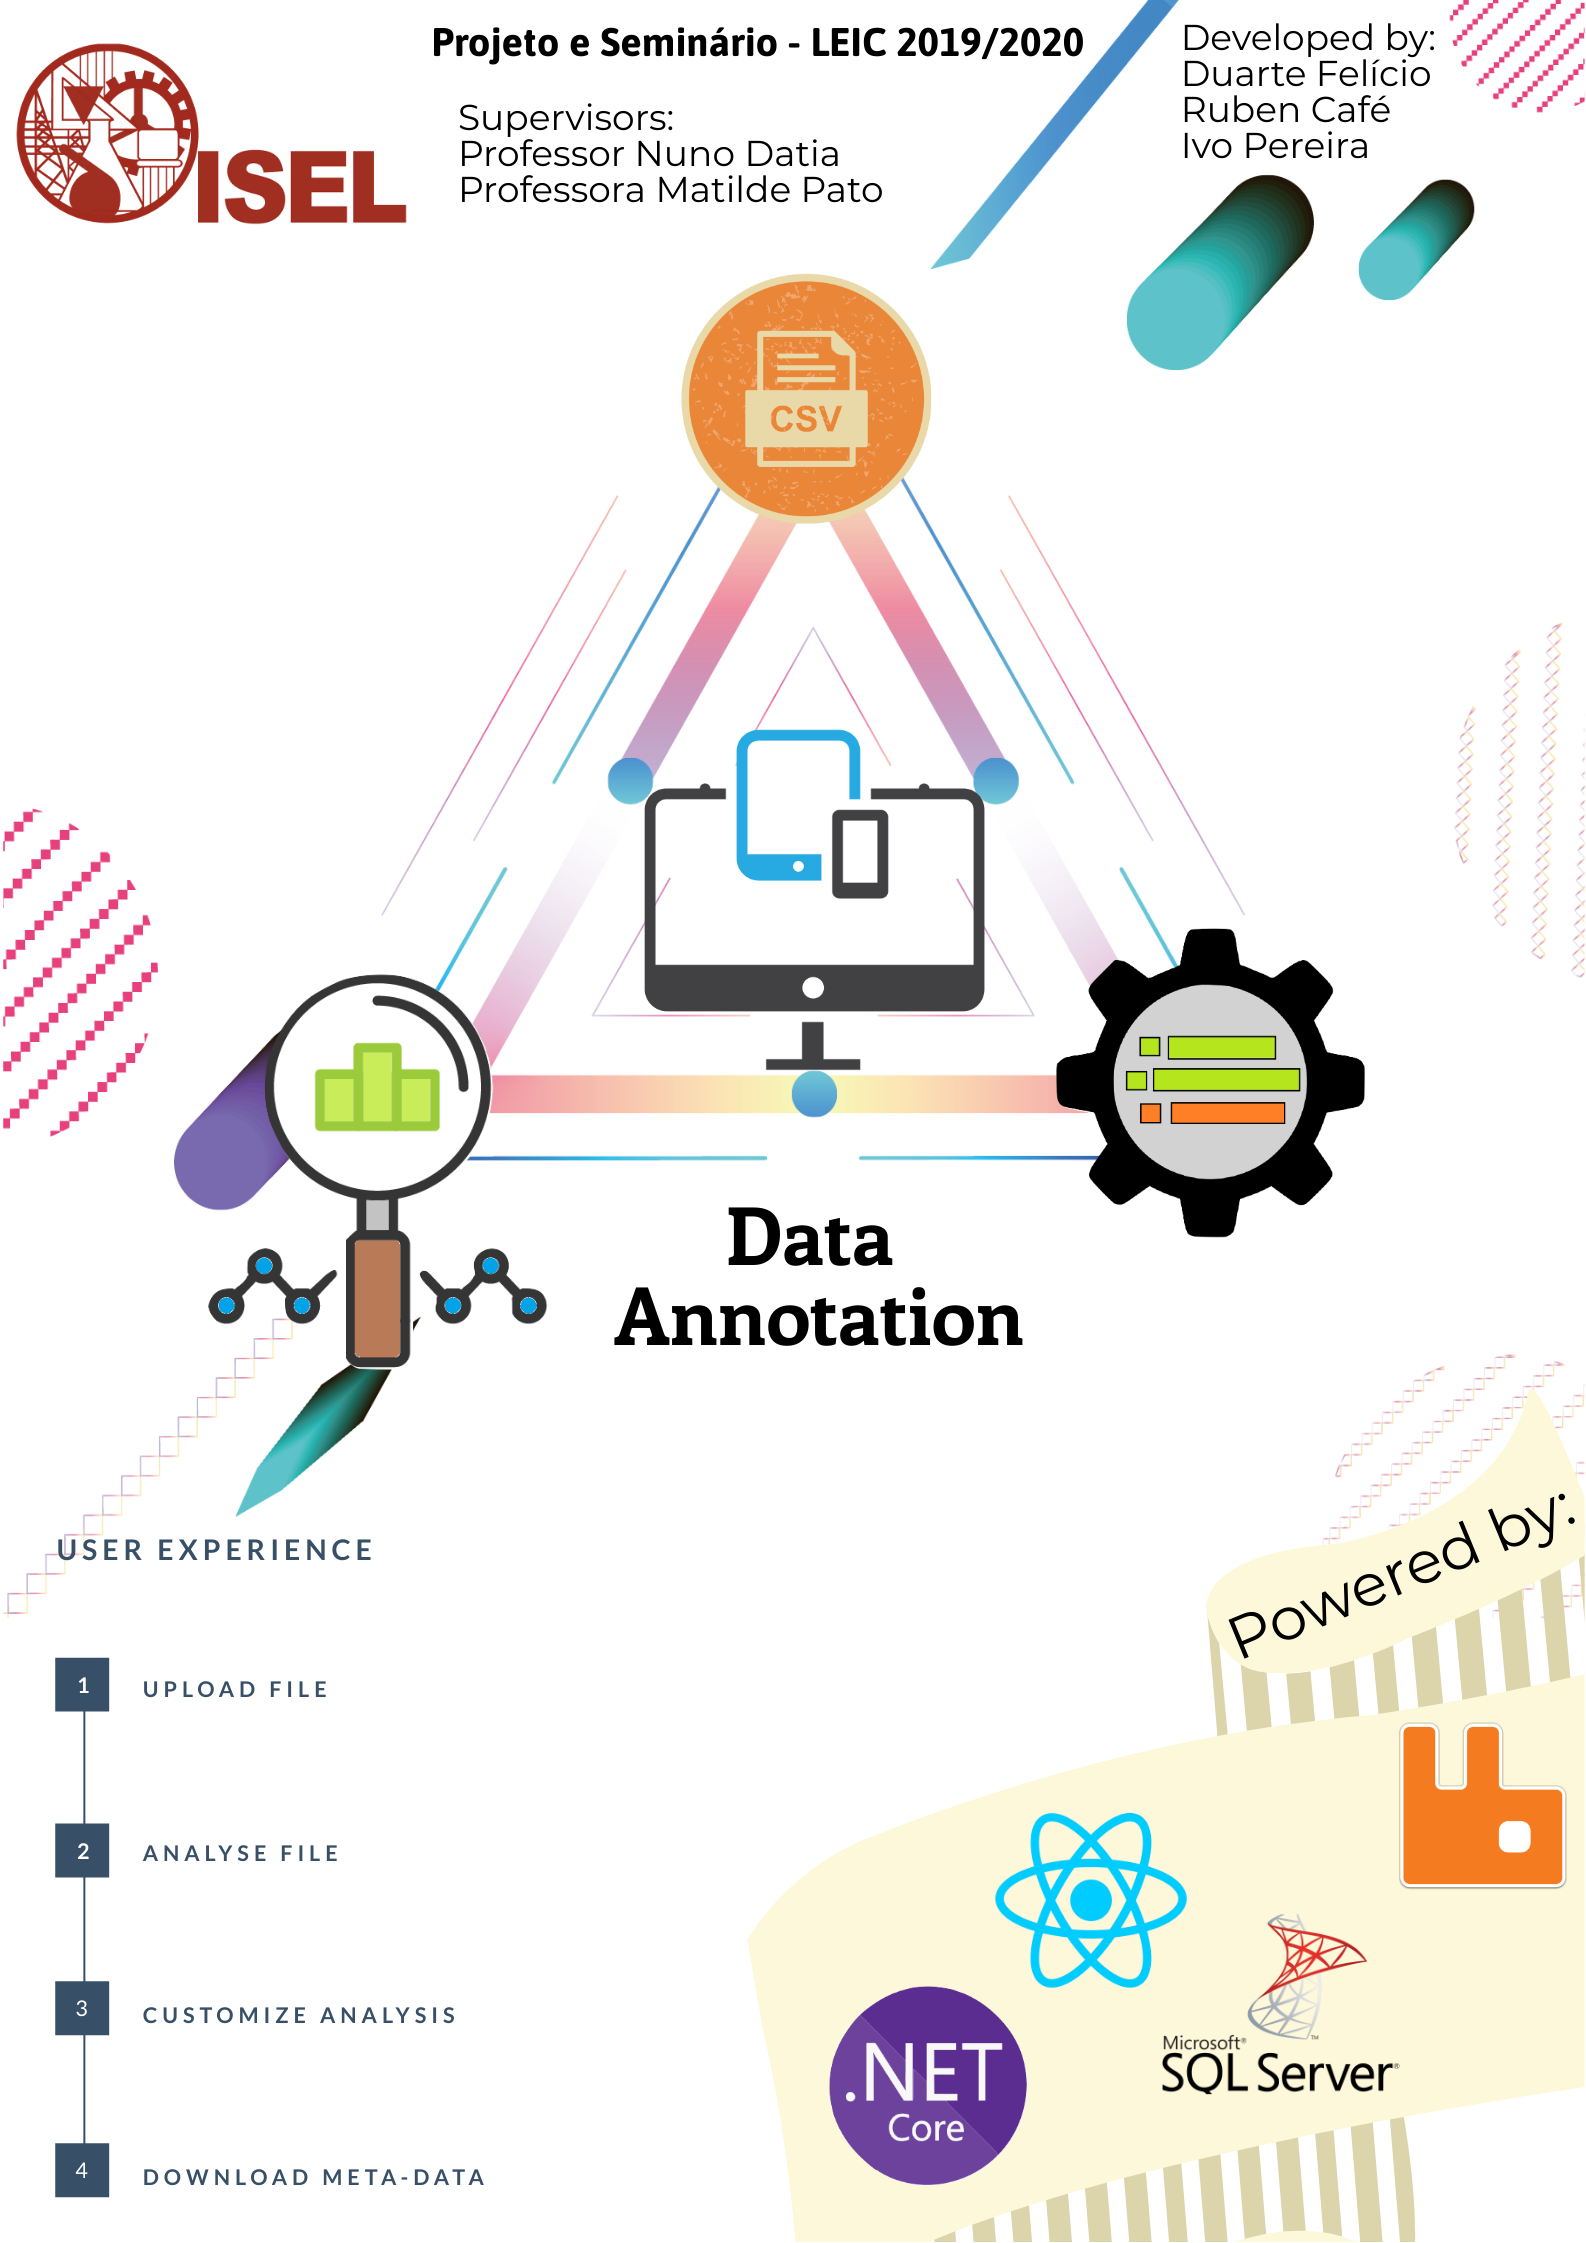 Projeto e Seminário - LEIC 2019/2020
ISEL
Supervisors:
Professor Nuno Datia
Professora Matilde Pato
Developed by:
Duarte Felício
Ruben Café
Ivo Pereira
CSV
Data
Annotation
USER EXPERIENCE
1 UPLOAD FILE
2 ANALYSE FILE
3 CUSTOMIZE ANALYSIS
4 DOWNLOAD META-DATA
Powered by:
.NET
Core
Microsoft®
SQL Server®
™